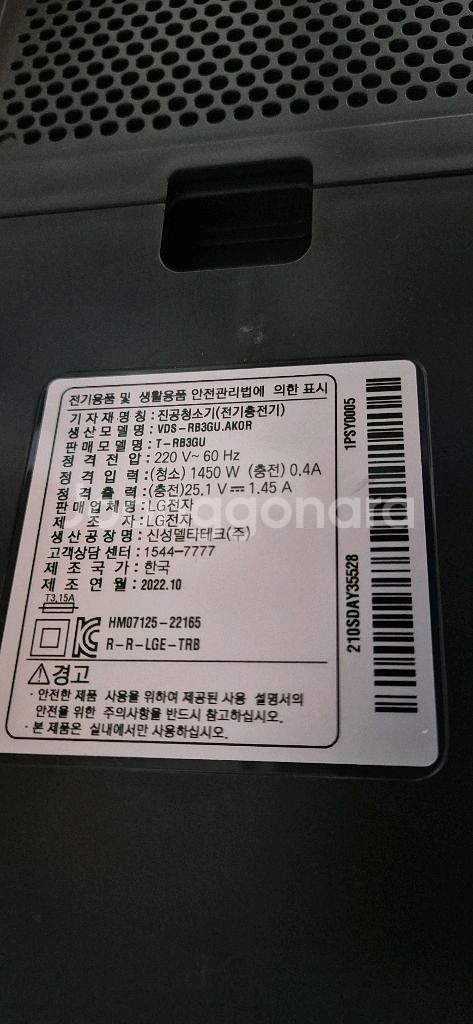 전기용품 및 생활용품 안전관리법에 의한 표시
기 자 재 명 칭 : 진공청소기(전기충전기)
생 산 모 델 명 : VDS-RB3GU.AKOR
판 매 모 델 명 : T-RB3GU
정 격 전 압 : 220 V~ 60 Hz
정 격 입 력 : (청소) 1450 W (충전) 0.4A
정 격 출 력 : (충전)25.1 V⎓ 1.45 A
판 매 업 체 명 : LG전자
제 조 자 : LG전자
생 산 공 장 명 : 신성델타테크(주)
고객상담 센터 : 1544-7777
제 조 국 가 : 한국
제 조 연 월 : 2022.10
T3.15A
HM07125-22165
R-R-LGE-TRB
경고
· 안전한 제품 사용을 위하여 제공된 사용 설명서의
안전을 위한 주의사항을 반드시 참고하십시오.
· 본 제품은 실내에서만 사용하십시오.
1PSY0005
210SDAY35528